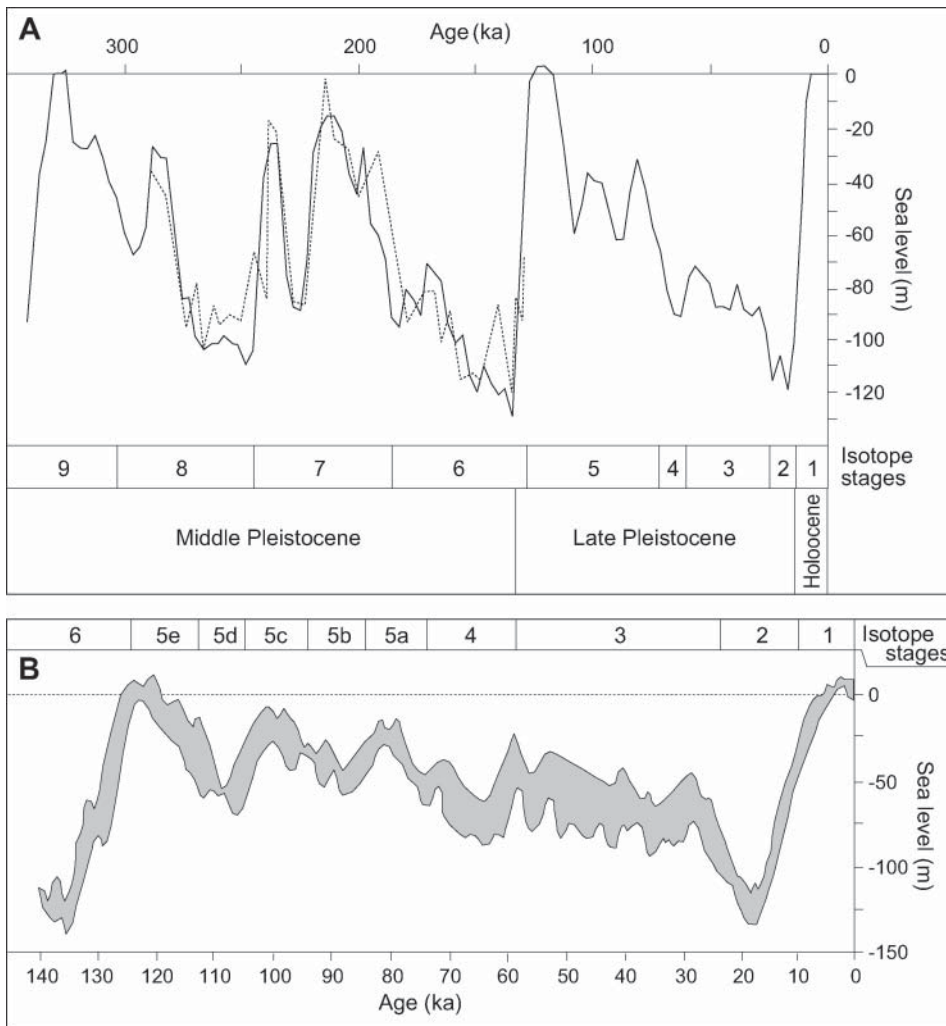 A
Age (ka)
300
200
100
0
0
-20
-40
-60
-80
-100
-120
Sea level (m)
9
8
7
6
5
4
3
2
1
Isotope
stages
Middle Pleistocene
Late Pleistocene
Holoocene
6
5e
5d
5c
5b
5a
4
3
2
1
Isotope
stages
B
0
-50
-100
-150
Sea level (m)
140
130
120
110
100
90
80
70
60
50
40
30
20
10
0
Age (ka)